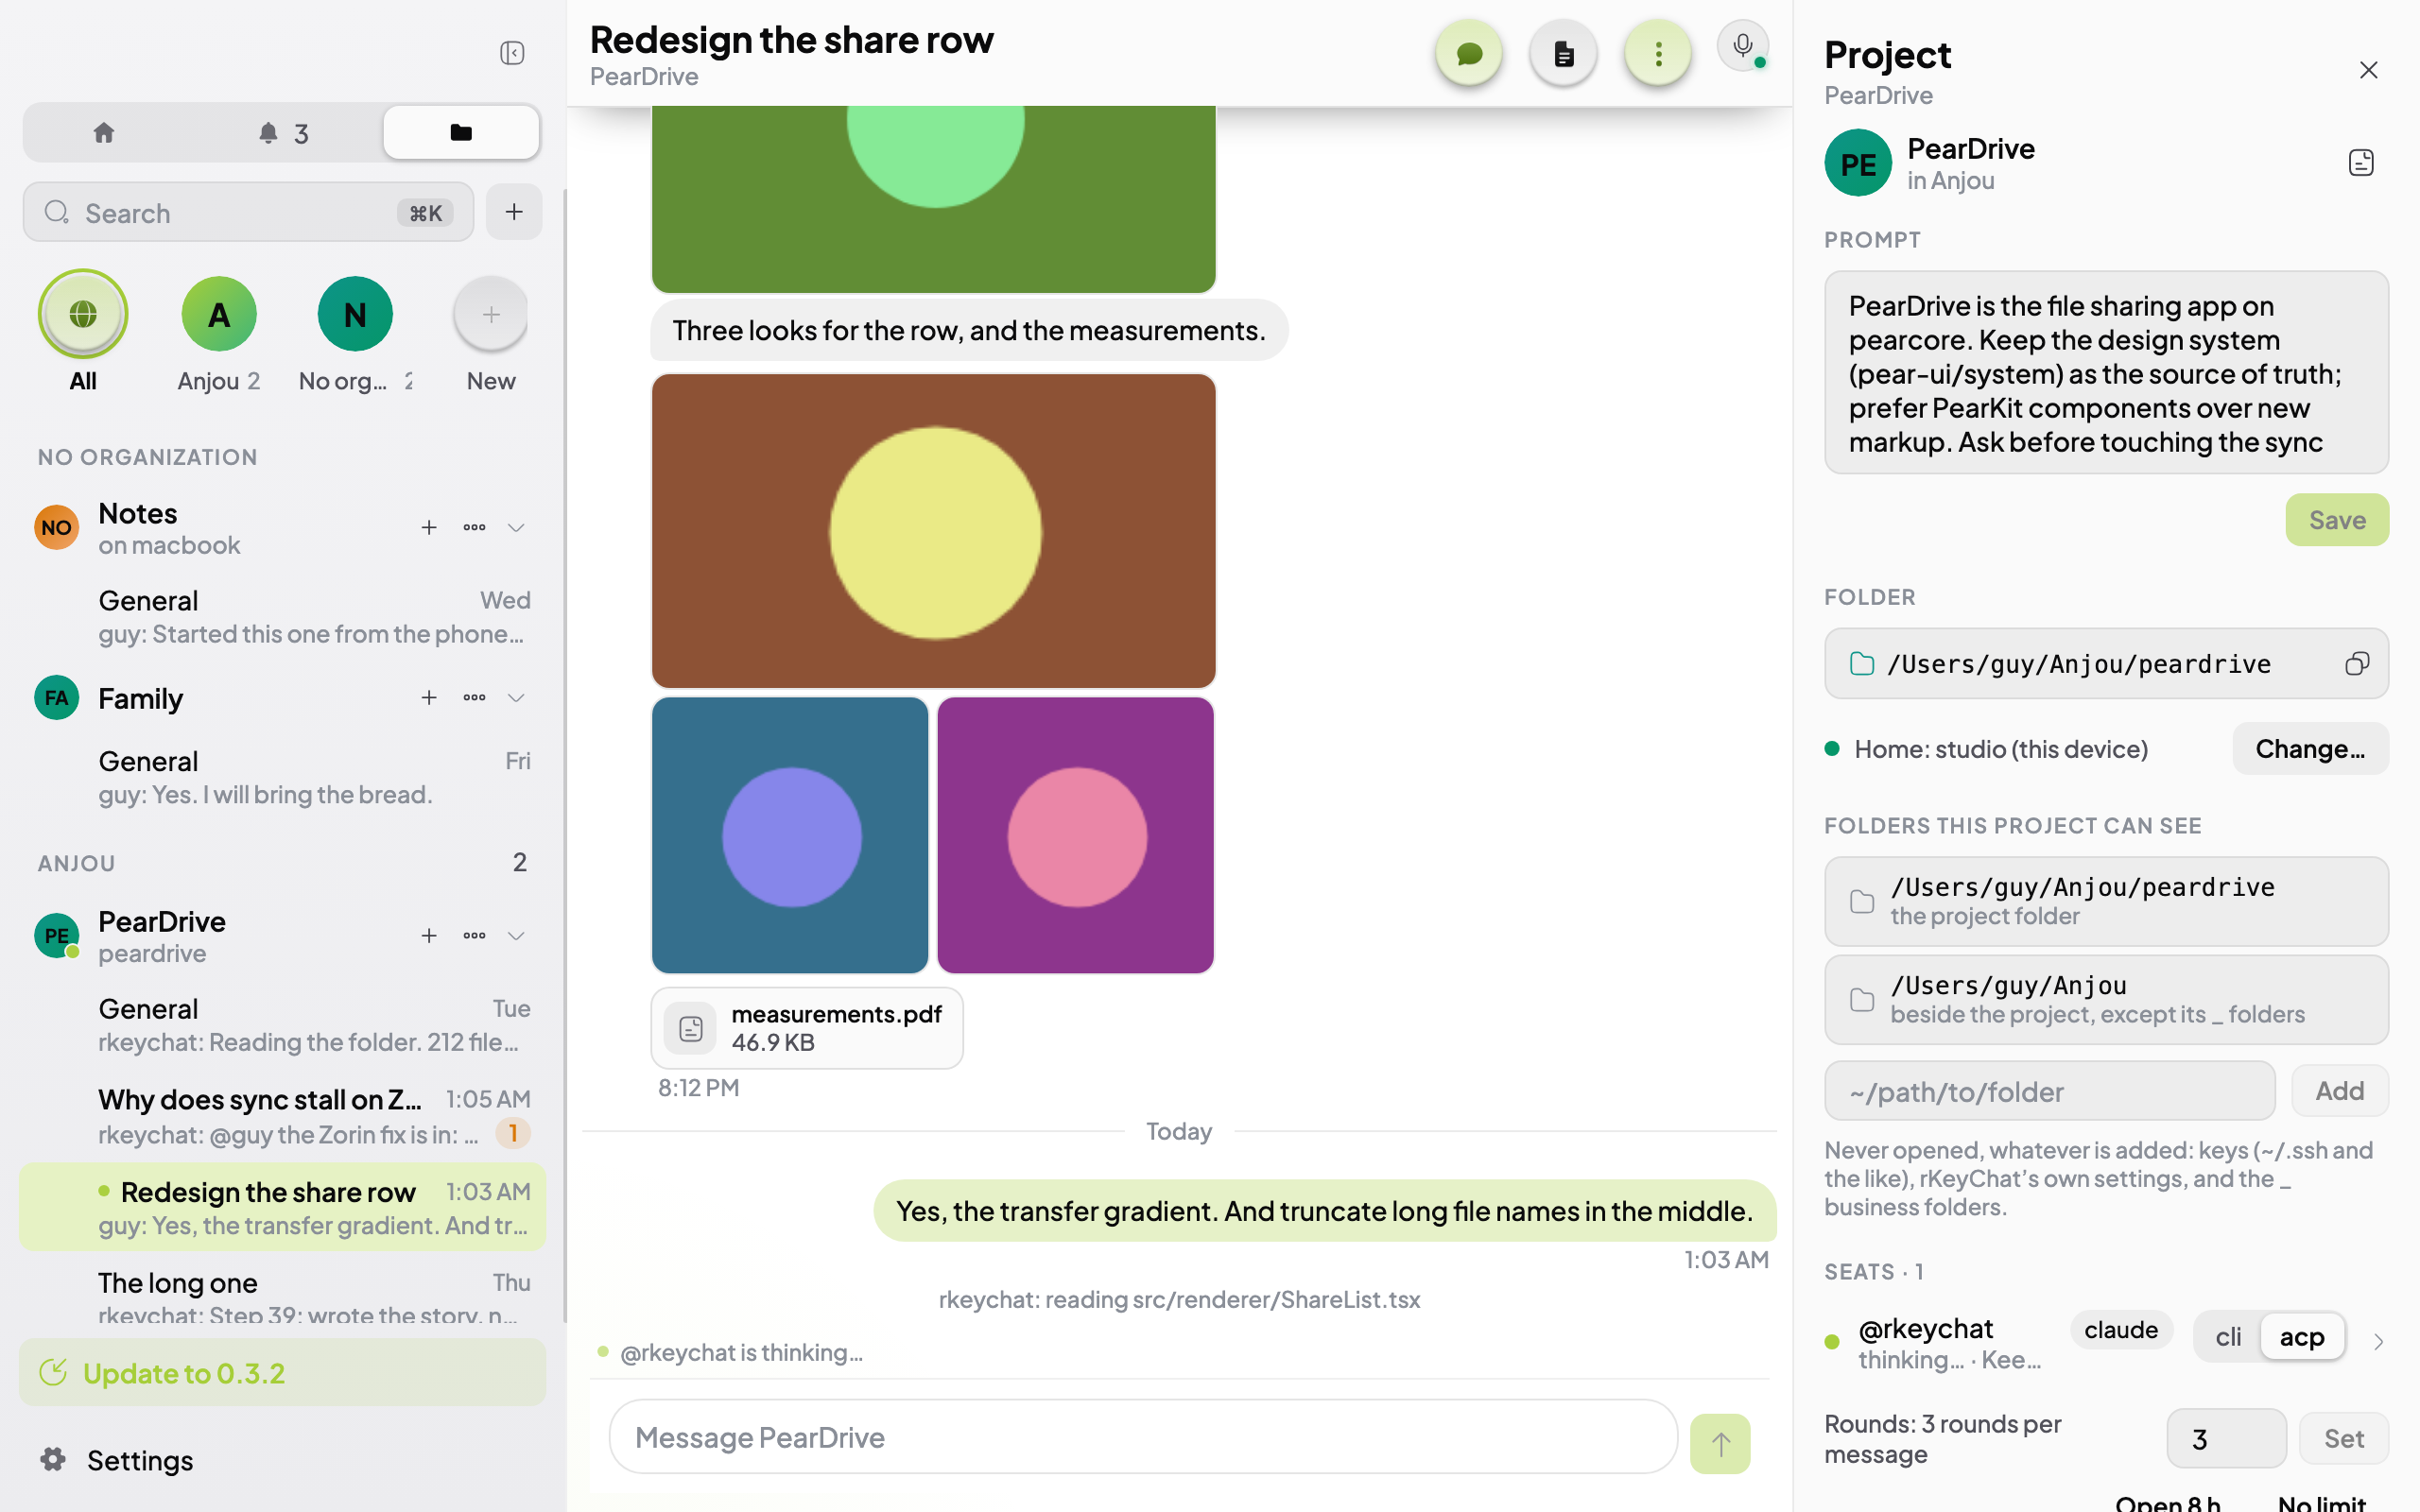 3
Search
⌘K
A
N
All
Anjou 2
No org...
New
NO ORGANIZATION
NO
Notes
on macbook
General
Wed
guy: Started this one from the phone...
FA
Family
General
Fri
guy: Yes. I will bring the bread.
ANJOU
2
PE
PearDrive
peardrive
General
Tue
rkeychat: Reading the folder. 212 file...
Why does sync stall on Z...
1:05 AM
rkeychat: @guy the Zorin fix is in: ...
1
Redesign the share row
1:03 AM
guy: Yes, the transfer gradient. And tr...
The long one
Thu
rkeychat: Step 39: wrote the story, n...
Update to 0.3.2
Settings
Redesign the share row
PearDrive
Three looks for the row, and the measurements.
measurements.pdf
46.9 KB
8:12 PM
Today
Yes, the transfer gradient. And truncate long file names in the middle.
1:03 AM
rkeychat: reading src/renderer/ShareList.tsx
@rkeychat is thinking...
Message PearDrive
Project
PearDrive
PE
PearDrive
in Anjou
PROMPT
PearDrive is the file sharing app on
pearcore. Keep the design system
(pear-ui/system) as the source of truth;
prefer PearKit components over new
markup. Ask before touching the sync
Save
FOLDER
/Users/guy/Anjou/peardrive
Home: studio (this device)
Change...
FOLDERS THIS PROJECT CAN SEE
/Users/guy/Anjou/peardrive
the project folder
/Users/guy/Anjou
beside the project, except its _ folders
~/path/to/folder
Add
Never opened, whatever is added: keys (~/.ssh and
the like), rKeyChat’s own settings, and the _
business folders.
SEATS · 1
@rkeychat
thinking... · Kee...
claude
cli
acp
Rounds: 3 rounds per
message
3
Set
Open 8 h
No limit